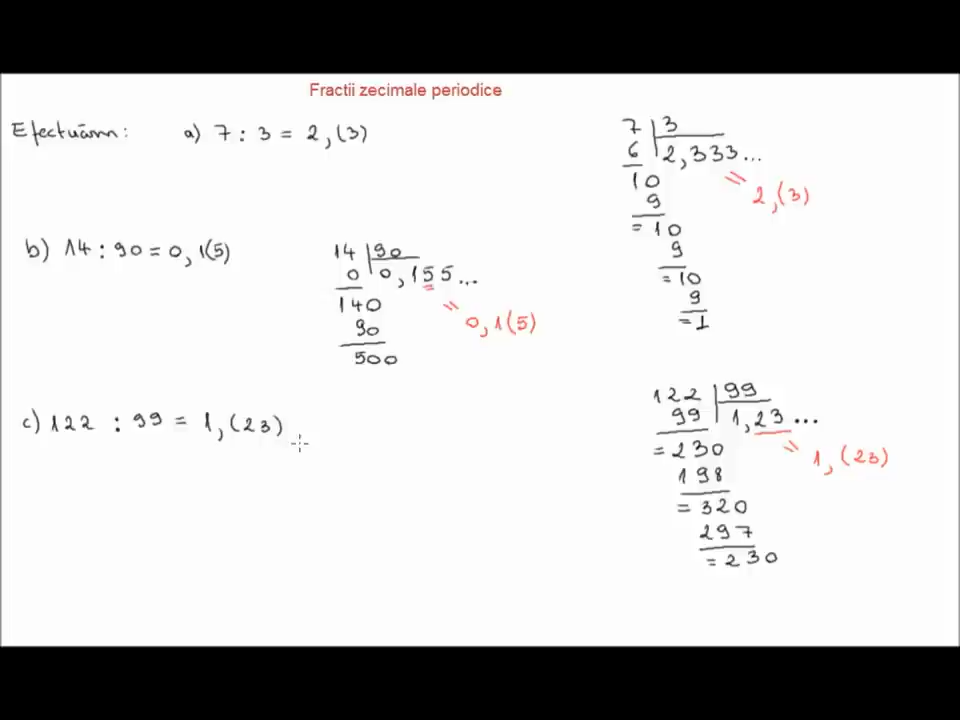 Fractii zecimale periodice
Efectuăm: a) 7 : 3 = 2,(3)
7 3
6 2,333...
10 = 2,(3)
9
= 10
9
= 10
9
= 1
b) 14 : 90 = 0,1(5)
14 90
0 0,155...
140 = 0,1(5)
90
500
c) 122 : 99 = 1,(23)
122 99
99 1,23...
= 230 = 1,(23)
198
= 320
297
= 230